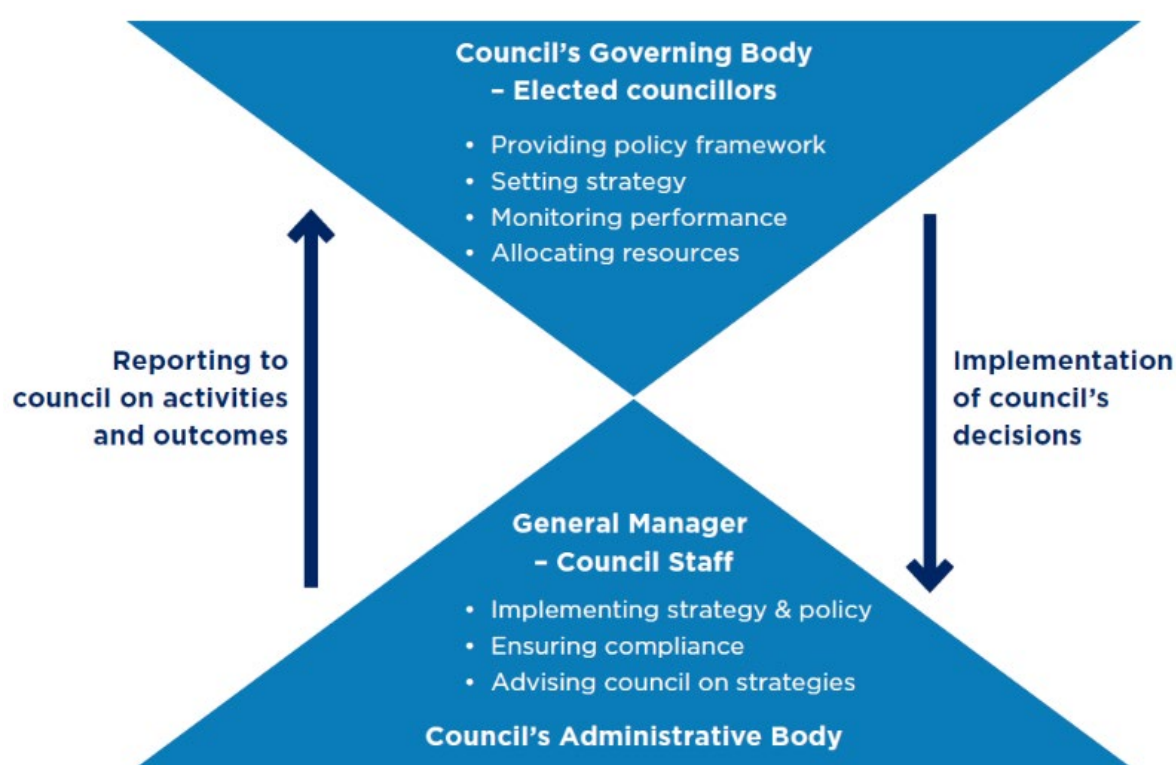 Council’s Governing Body
– Elected councillors
• Providing policy framework
• Setting strategy
• Monitoring performance
• Allocating resources
Reporting to
council on activities
and outcomes
Implementation
of council’s
decisions
General Manager
– Council Staff
• Implementing strategy & policy
• Ensuring compliance
• Advising council on strategies
Council’s Administrative Body